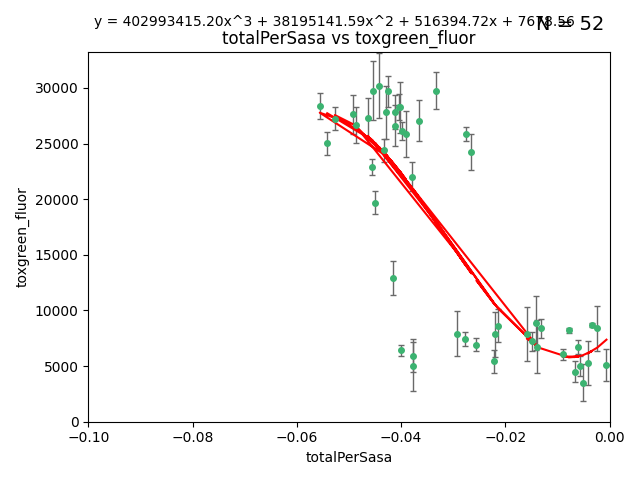 y = 402993415.20x^3 + 38195141.59x^2 + 516394.72x + 7678.56
N = 52
totalPerSasa vs toxgreen_fluor
toxgreen_fluor
30000
25000
20000
15000
10000
5000
0
−0.10
−0.08
−0.06
−0.04
−0.02
0.00
totalPerSasa